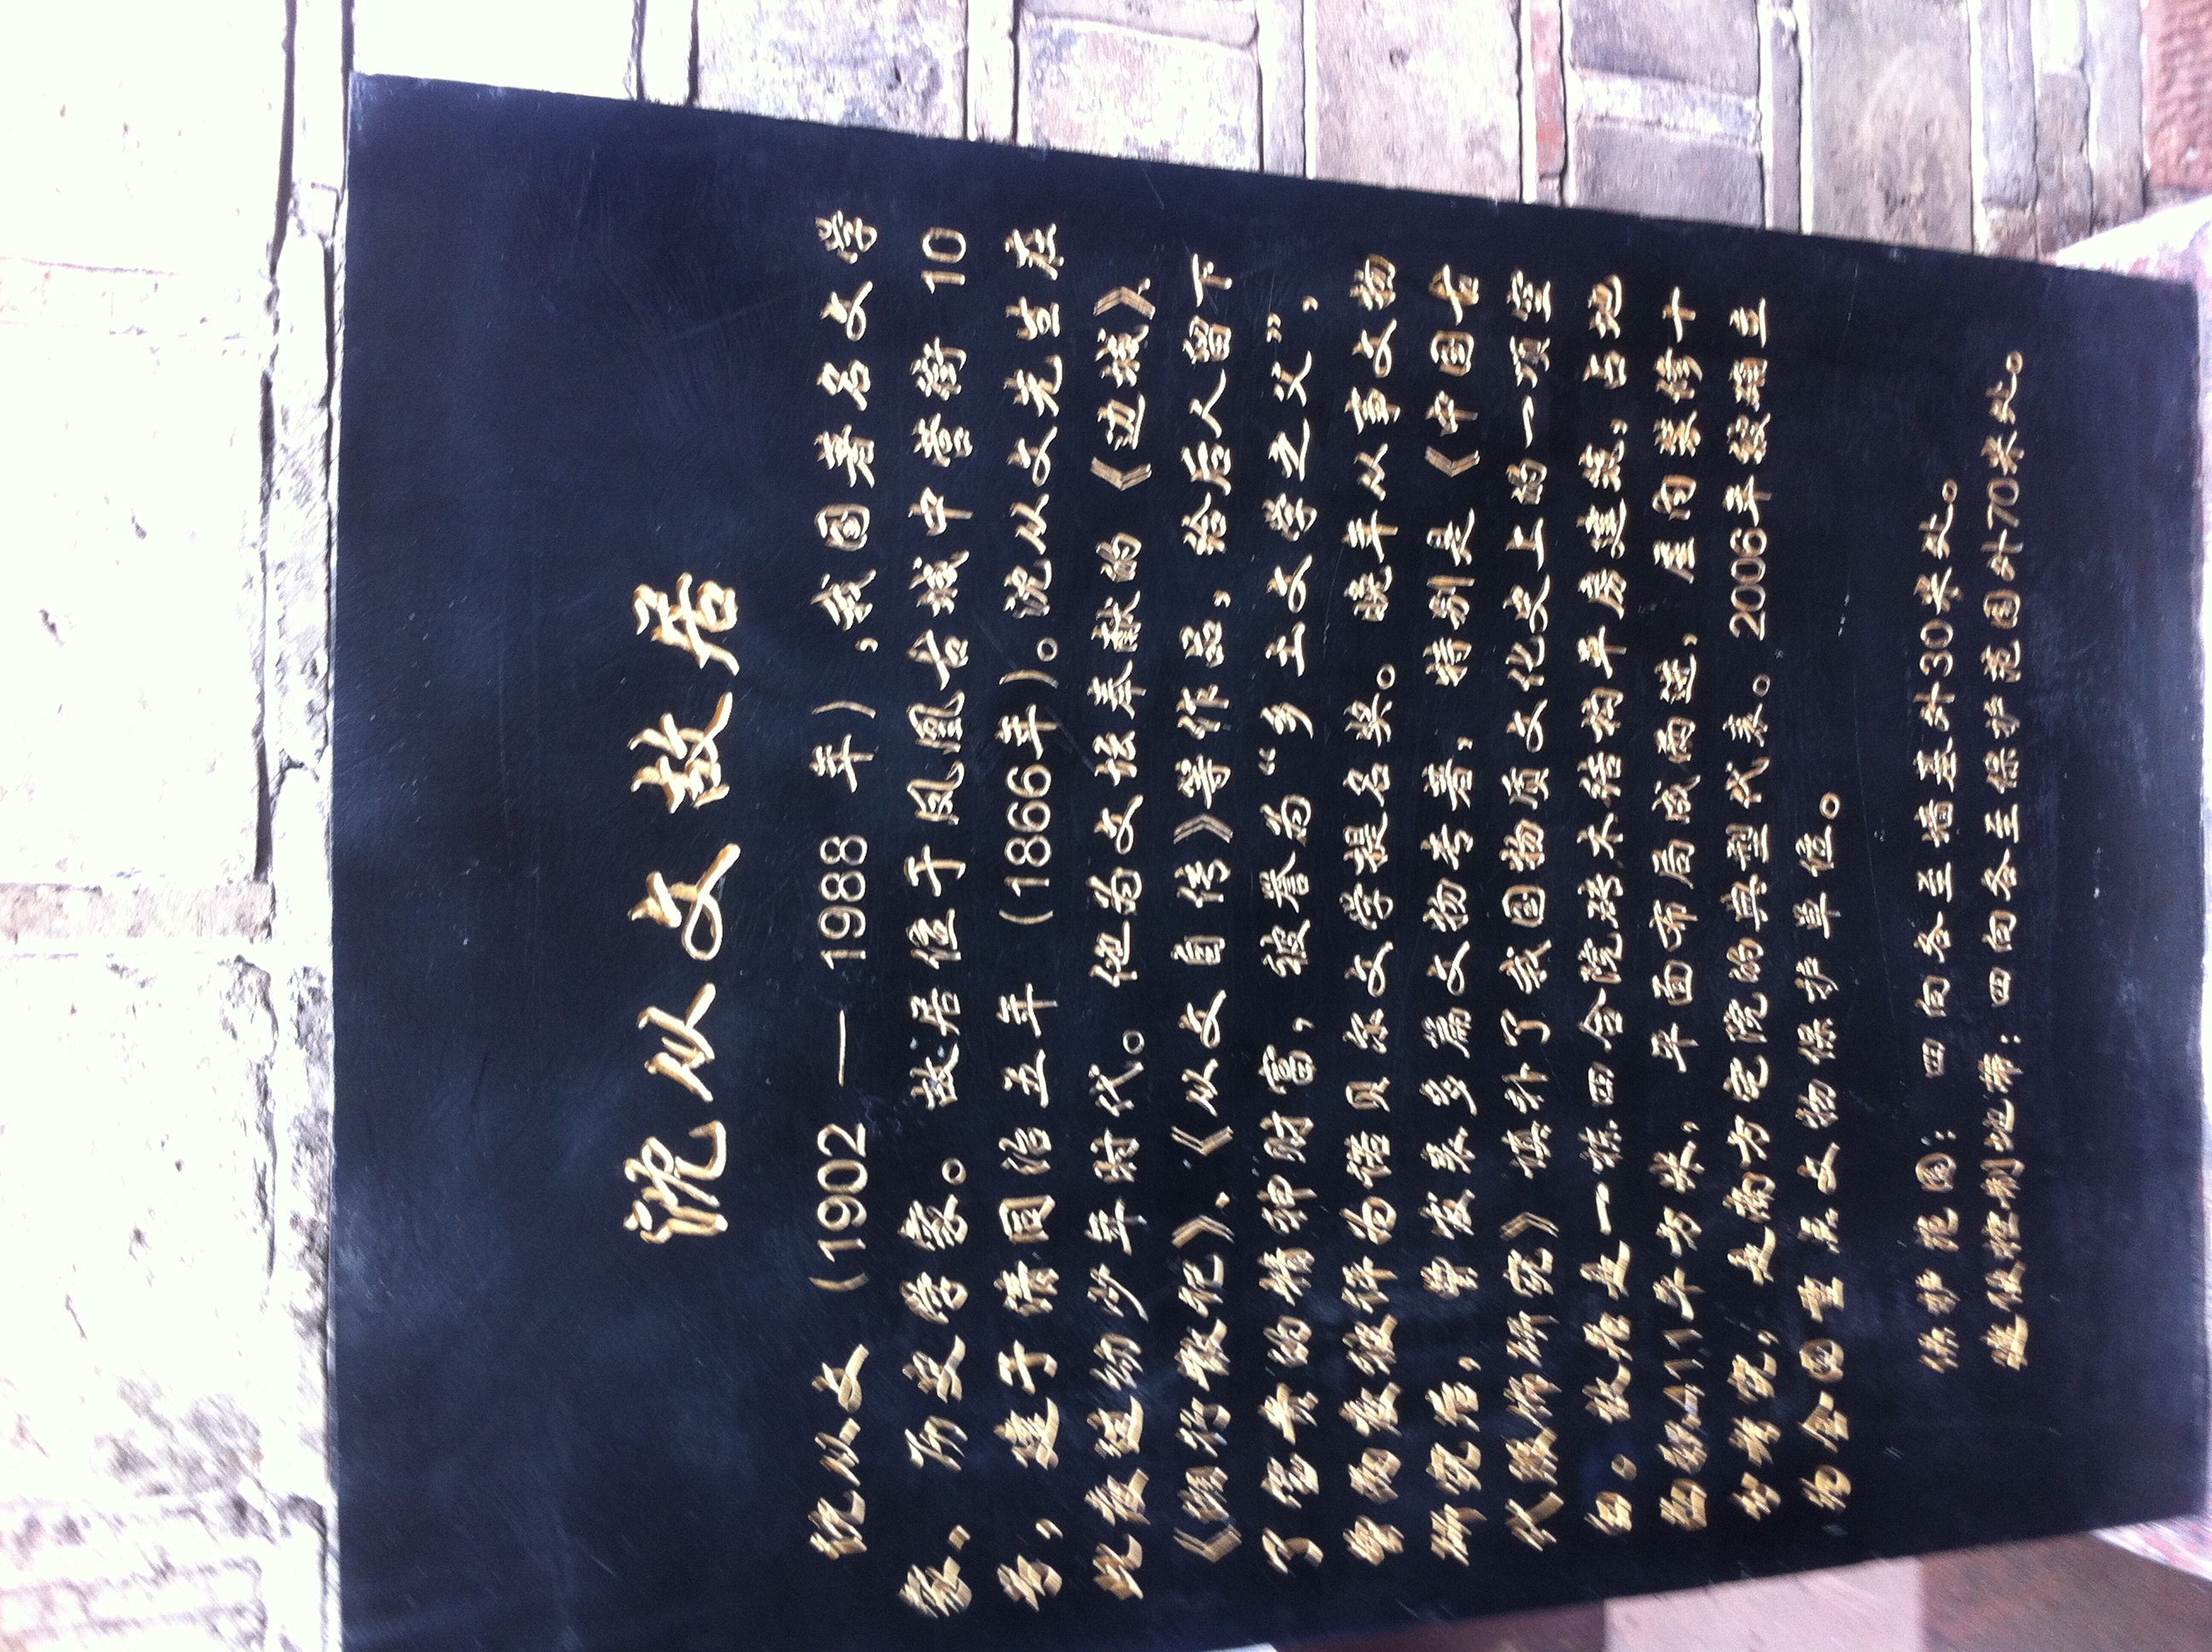 沈从文故居
沈从文（1902 — 1988 年）,我国著名文学
家、历史学家。故居位于凤凰古城中营街 10
号，建于清同治五年（1866年）。沈从文先生在
此度过幼少年时代。他为文坛奉献的《边城》、
《湘行散记》、《从文自传》等作品，给后人留下
了宝贵的精神财富，被誉为“乡土文学之父”，
曾两度被评为诺贝尔文学提名奖。晚年从事文物
研究后，曾发表多篇文物专著，特别是《中国古
代服饰研究》填补了我国物质文化史上的一项空
白。故居是一栋四合院砖木结构平房建筑，占地
面积411平方米，平面布局成两进，屋内装修十
分考究，是南方宅院的典型代表。2006年被确立
为全国重点文物保护单位。
保护范围：四向各至墙基外30米处。
建设控制地带：四向各至保护范围外70米处。